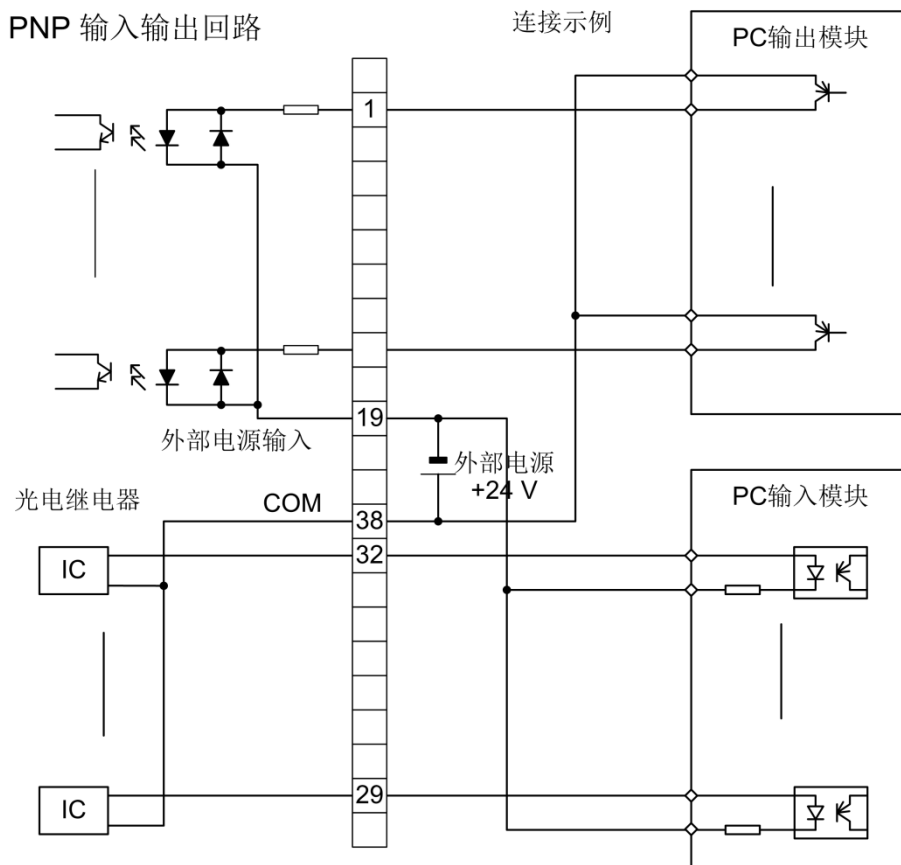 PNP 输入输出回路
连接示例
PC输出模块
1
19
外部电源输入
外部电源
+24 V
光电继电器
COM
38
PC输入模块
32
IC
29
IC